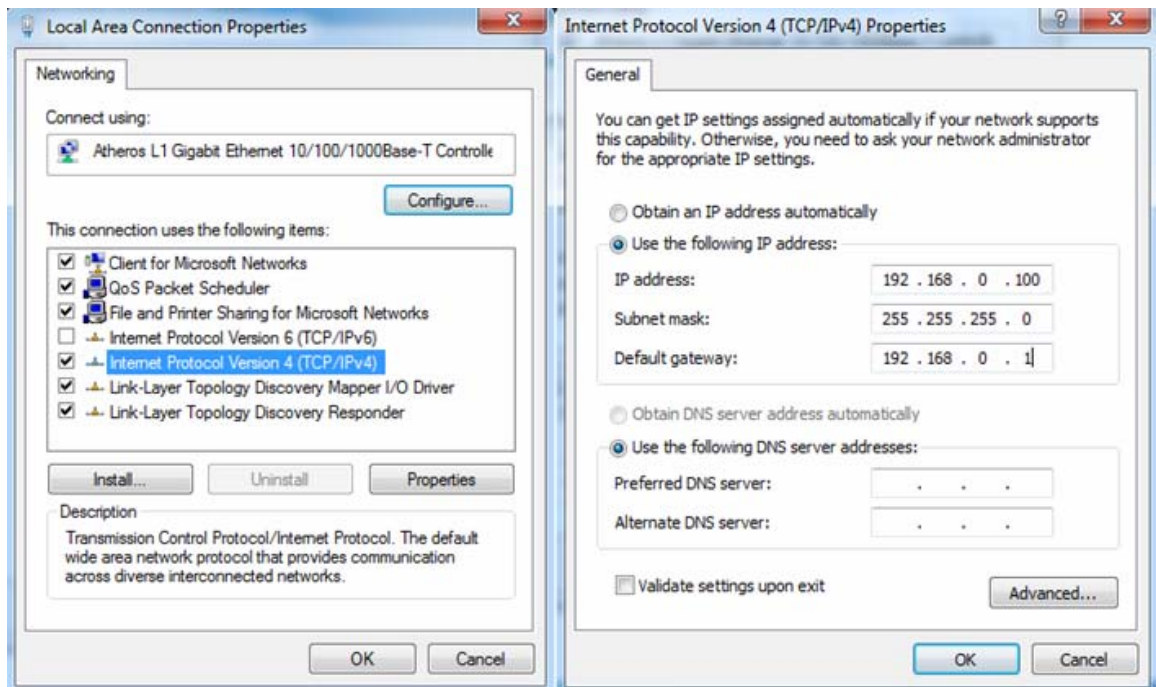 Local Area Connection Properties
Networking
Connect using:
Atheros L1 Gigabit Ethernet 10/100/1000Base-T Controlle
Configure...
This connection uses the following items:
Client for Microsoft Networks
QoS Packet Scheduler
File and Printer Sharing for Microsoft Networks
Internet Protocol Version 6 (TCP/IPv6)
Internet Protocol Version 4 (TCP/IPv4)
Link-Layer Topology Discovery Mapper I/O Driver
Link-Layer Topology Discovery Responder
Install... Uninstall Properties
Description
Transmission Control Protocol/Internet Protocol. The default
wide area network protocol that provides communication
across diverse interconnected networks.
OK Cancel
Internet Protocol Version 4 (TCP/IPv4) Properties
General
You can get IP settings assigned automatically if your network supports
this capability. Otherwise, you need to ask your network administrator
for the appropriate IP settings.
Obtain an IP address automatically
Use the following IP address:
IP address: 192 . 168 . 0 . 100
Subnet mask: 255 . 255 . 255 . 0
Default gateway: 192 . 168 . 0 . 1
Obtain DNS server address automatically
Use the following DNS server addresses:
Preferred DNS server: . . .
Alternate DNS server: . . .
Validate settings upon exit
Advanced...
OK Cancel